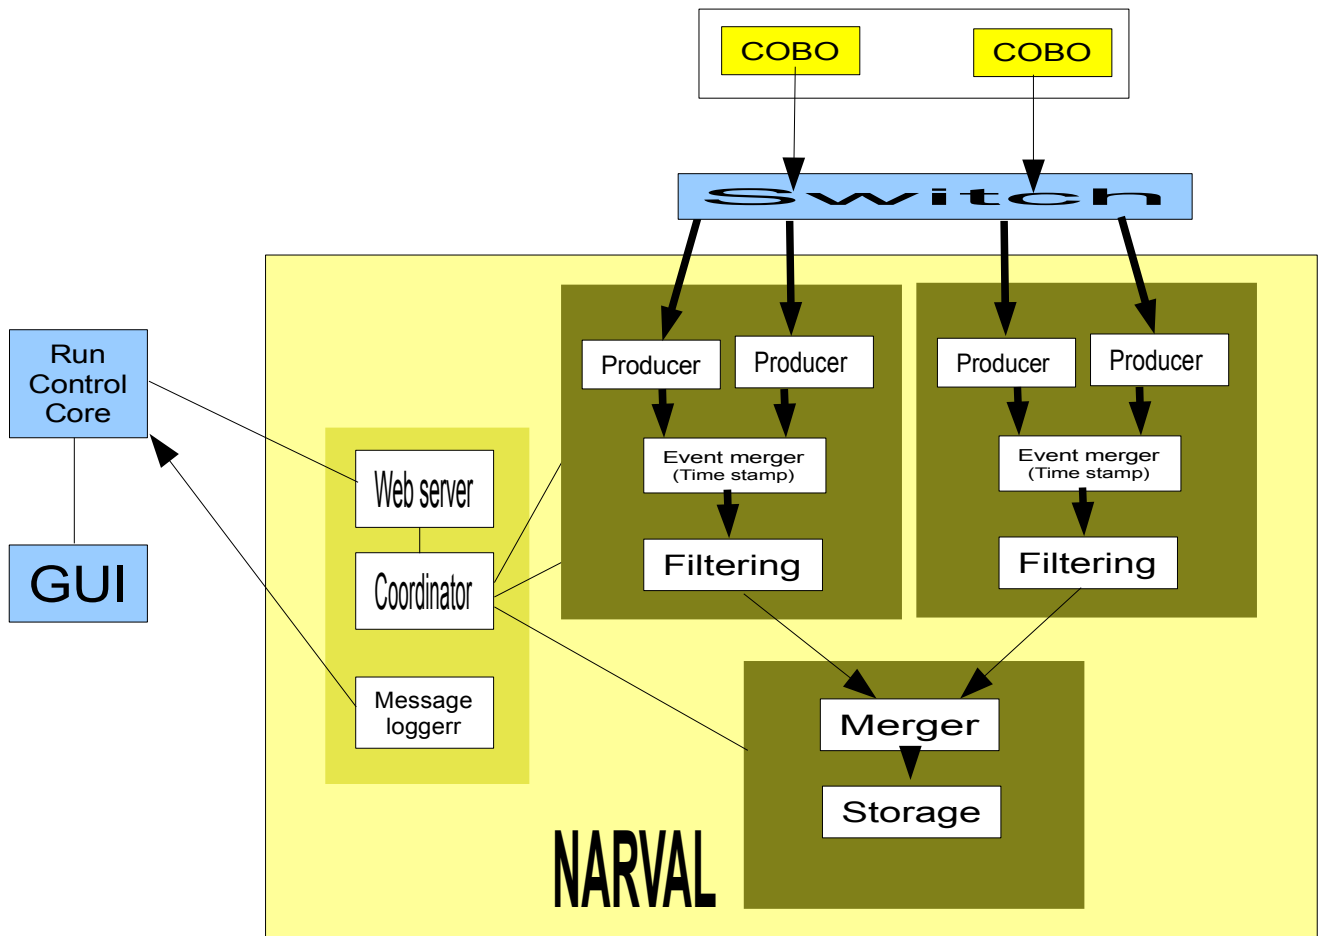 COBO
COBO
Switch
Run
Control
Core
GUI
Web server
Coordinator
Message
loggerr
Producer
Producer
Event merger
(Time stamp)
Filtering
Producer
Producer
Event merger
(Time stamp)
Filtering
Merger
Storage
NARVAL